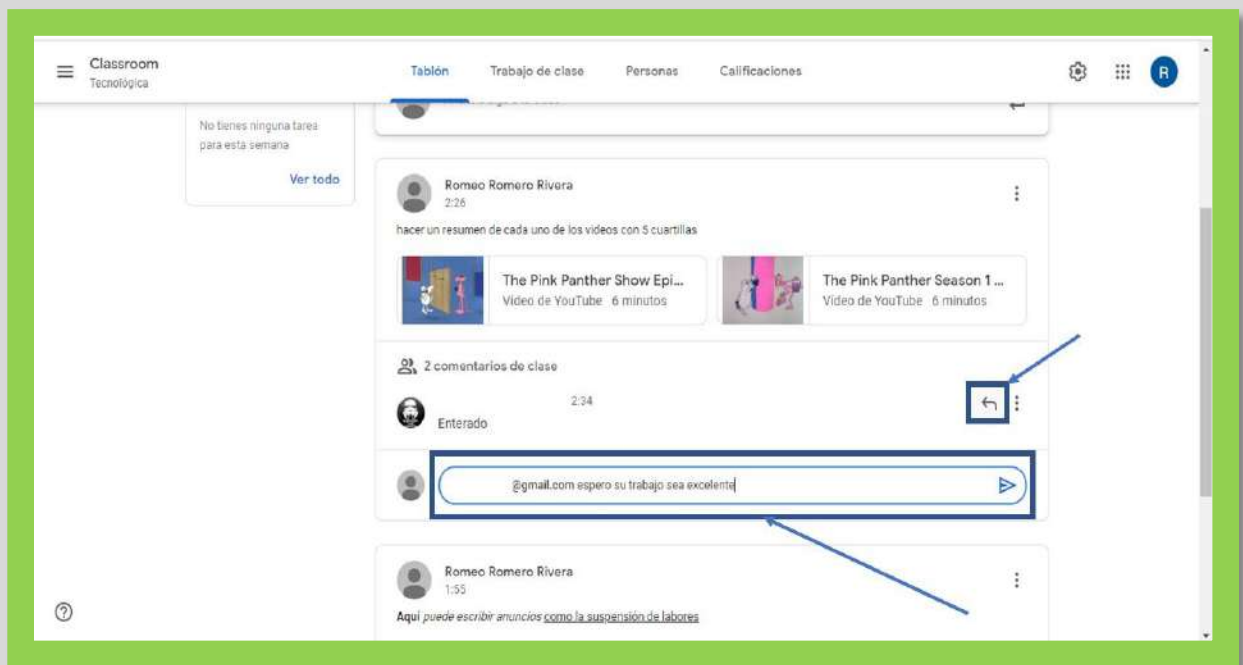 Classroom
Tecnológica
Tablón Trabajo de clase Personas Calificaciones
R
No tienes ninguna tarea
para esta semana
Ver todo
Romeo Romero Rivera
2:26
hacer un resumen de cada uno de los videos con 5 cuartillas
The Pink Panther Show Epi...
Vídeo de YouTube 6 minutos
The Pink Panther Season 1 ...
Vídeo de YouTube 6 minutos
2 comentarios de clase
2:34
Enterado
@gmail.com espero su trabajo sea excelente
Romeo Romero Rivera
1:55
Aquí puede escribir anuncios como la suspensión de labores